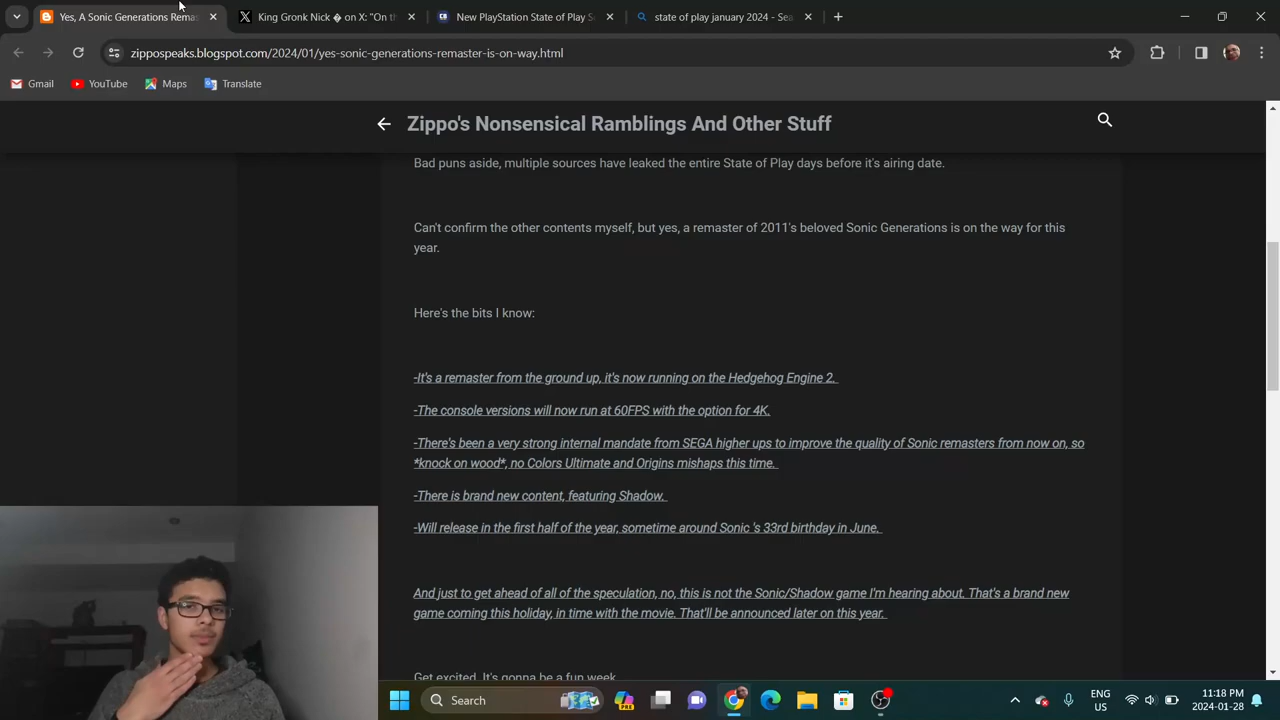 Yes, A Sonic Generations Remas
King Gronk Nick � on X: "On th
New PlayStation State of Play S
state of play january 2024 - Sea
zippospeaks.blogspot.com/2024/01/yes-sonic-generations-remaster-is-on-way.html
Gmail
YouTube
Maps
Translate
Zippo's Nonsensical Ramblings And Other Stuff
Bad puns aside, multiple sources have leaked the entire State of Play days before it's airing date.
Can't confirm the other contents myself, but yes, a remaster of 2011's beloved Sonic Generations is on the way for this
year.
Here's the bits I know:
-It's a remaster from the ground up, it's now running on the Hedgehog Engine 2.
-The console versions will now run at 60FPS with the option for 4K.
-There's been a very strong internal mandate from SEGA higher ups to improve the quality of Sonic remasters from now on, so
*knock on wood*, no Colors Ultimate and Origins mishaps this time.
-There is brand new content, featuring Shadow.
-Will release in the first half of the year, sometime around Sonic 's 33rd birthday in June.
And just to get ahead of all of the speculation, no, this is not the Sonic/Shadow game I'm hearing about. That's a brand new
game coming this holiday, in time with the movie. That'll be announced later on this year.
Get excited. It's gonna be a fun week.
Search
PRE
ENG
US
11:18 PM
2024-01-28